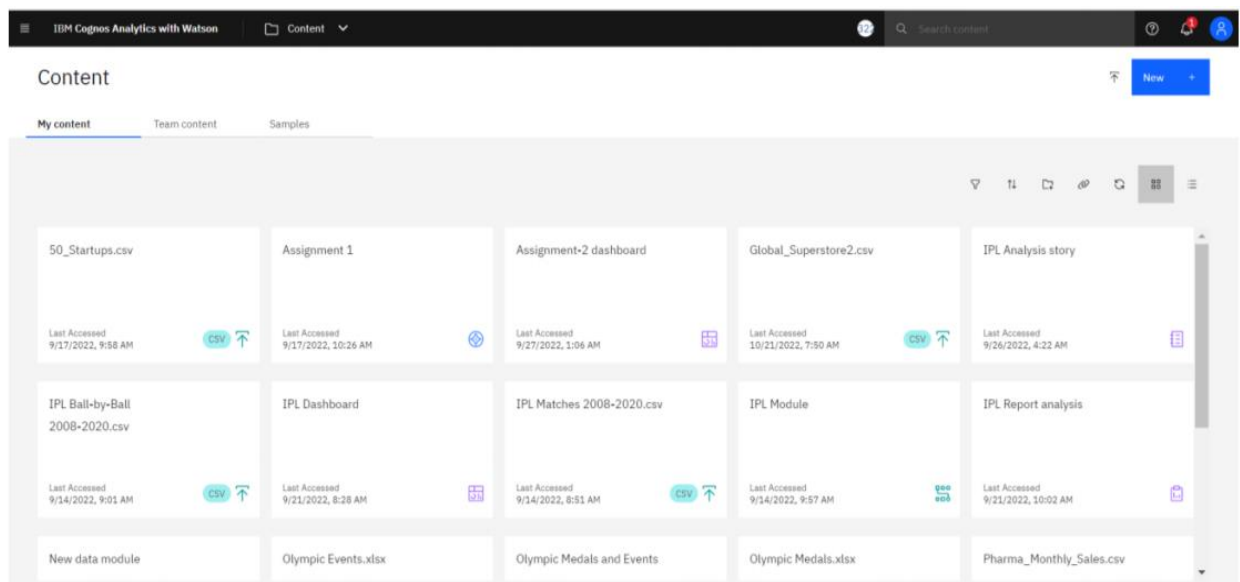 IBM Cognos Analytics with Watson
Content
Search content
1
Content
New +
My content
Team content
Samples
50_Startups.csv
Assignment 1
Assignment-2 dashboard
Global_Superstore2.csv
IPL Analysis story
Last Accessed
9/17/2022, 9:58 AM
CSV
Last Accessed
9/17/2022, 10:26 AM
Last Accessed
9/27/2022, 1:06 AM
Last Accessed
10/21/2022, 7:50 AM
CSV
Last Accessed
9/26/2022, 4:22 AM
IPL Ball-by-Ball
2008-2020.csv
IPL Dashboard
IPL Matches 2008-2020.csv
IPL Module
IPL Report analysis
Last Accessed
9/14/2022, 9:01 AM
CSV
Last Accessed
9/21/2022, 8:28 AM
Last Accessed
9/14/2022, 8:51 AM
CSV
Last Accessed
9/14/2022, 9:57 AM
Last Accessed
9/21/2022, 10:02 AM
New data module
Olympic Events.xlsx
Olympic Medals and Events
Olympic Medals.xlsx
Pharma_Monthly_Sales.csv